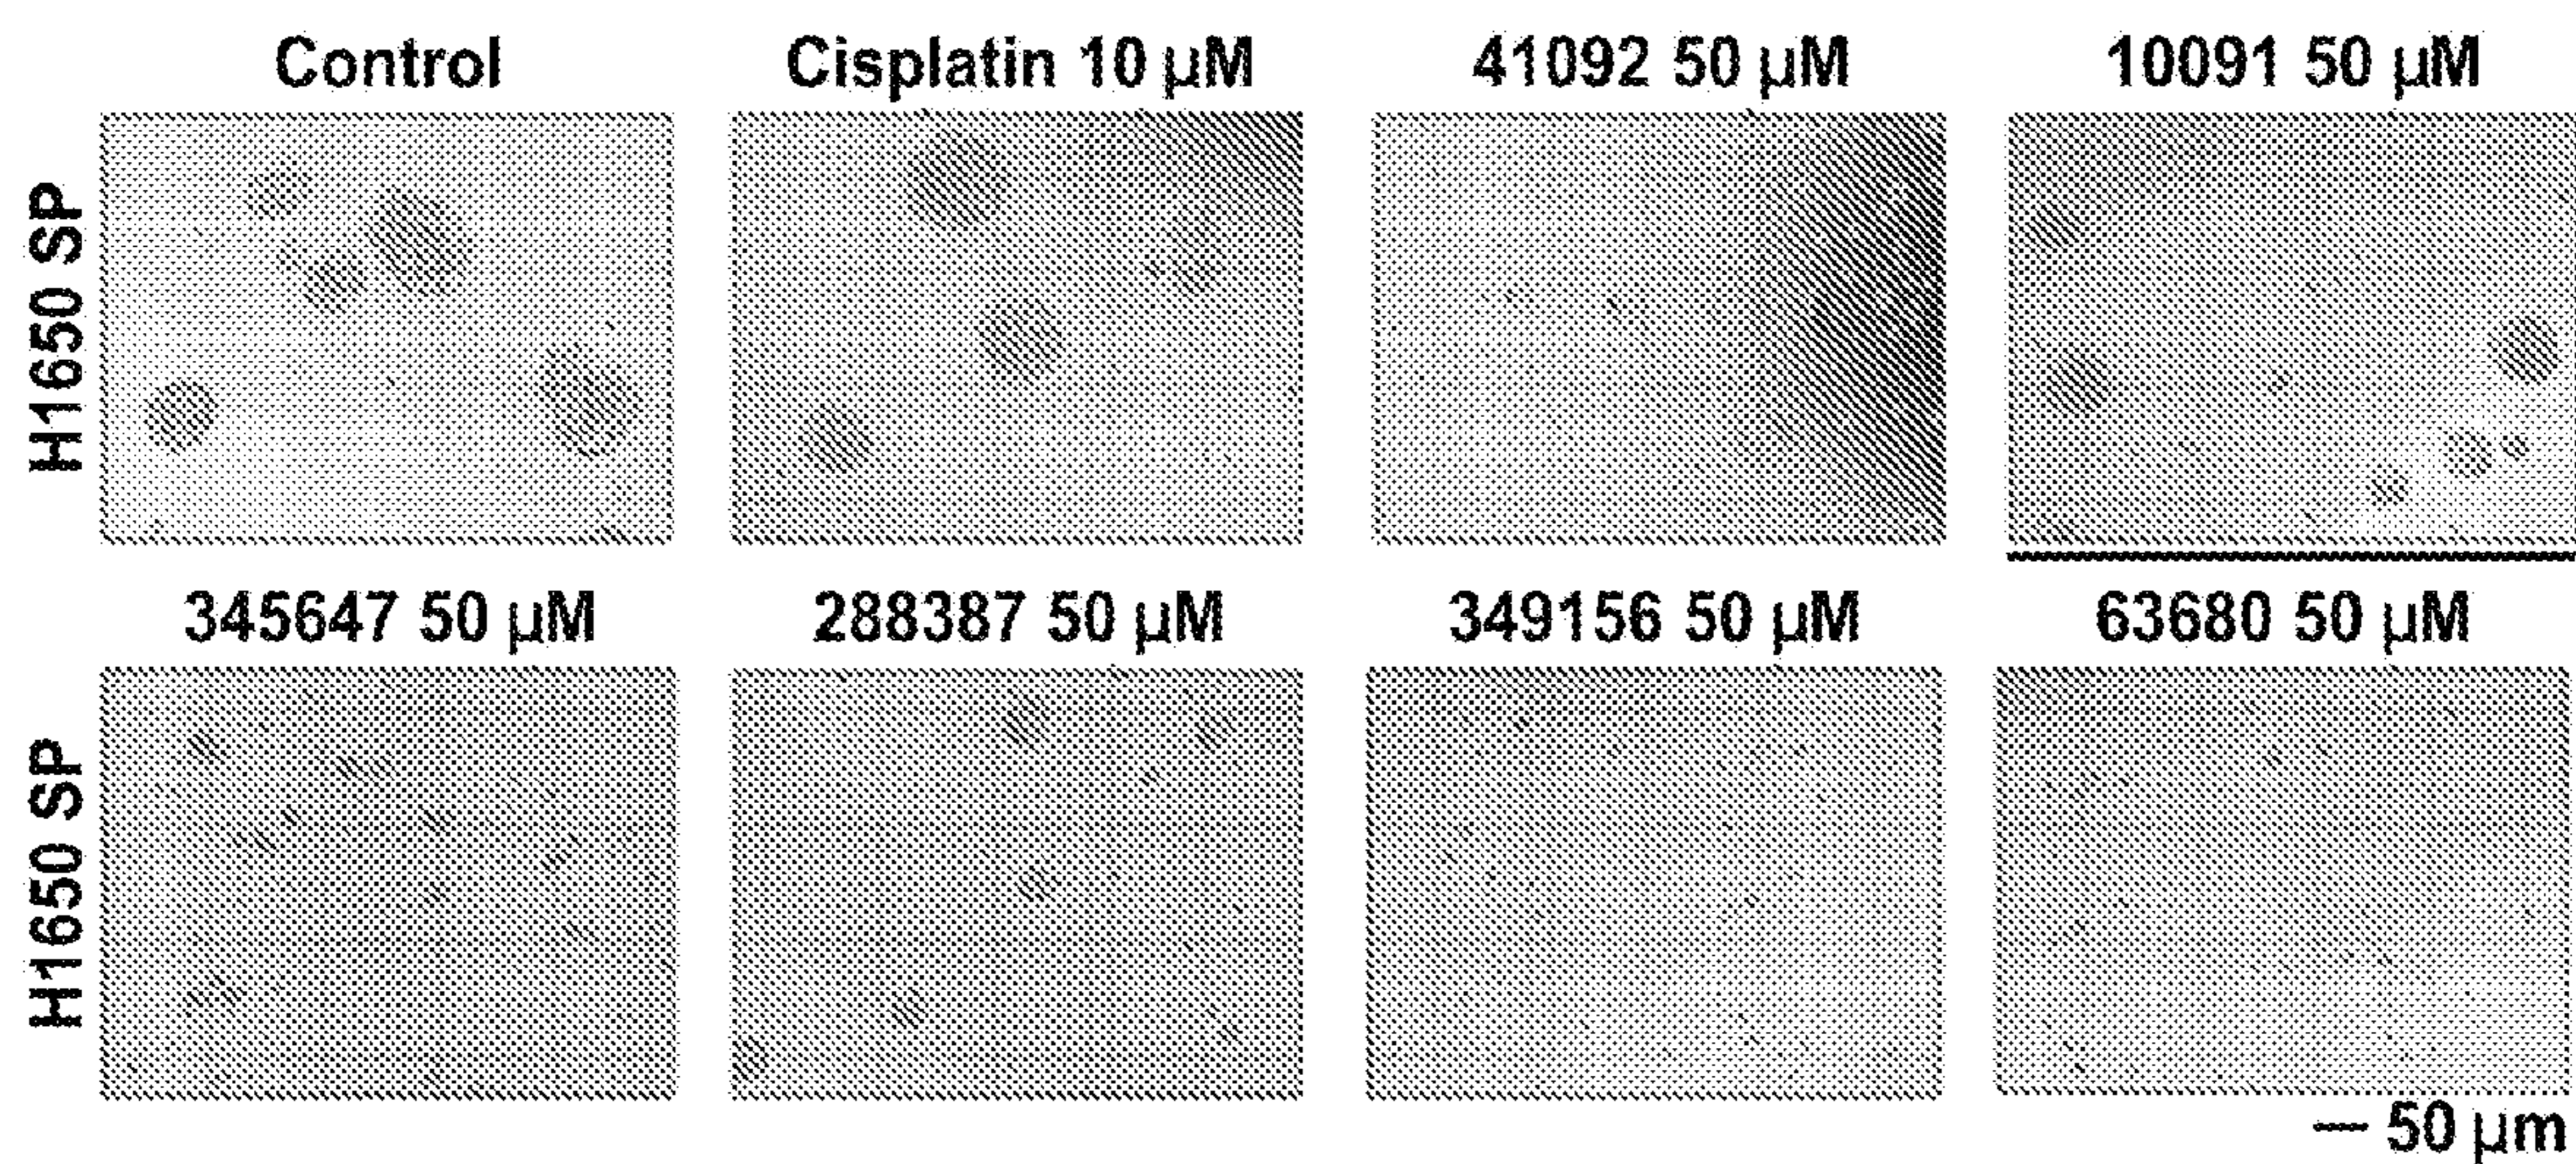 Control
Cisplatin 10 µM
41092 50 µM
10091 50 µM
H1650 SP
345647 50 µM
288387 50 µM
349156 50 µM
63680 50 µM
H1650 SP
50 µm